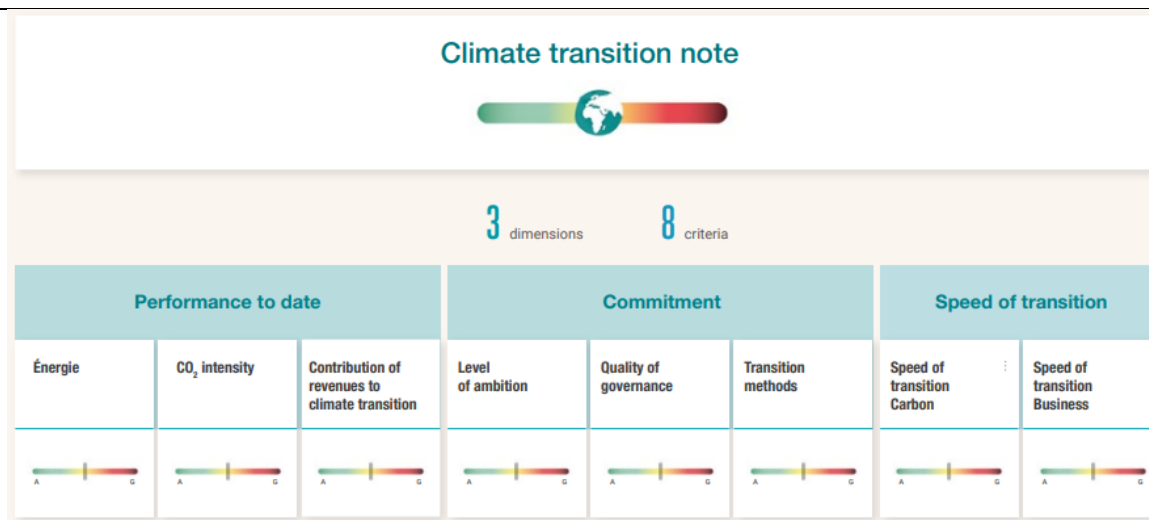 Climate transition note
3 dimensions 8 criteria
Performance to date
Commitment
Speed of transition
Énergie
CO₂ intensity
Contribution of
revenues to
climate transition
Level
of ambition
Quality of
governance
Transition
methods
Speed of
transition
Carbon
Speed of
transition
Business
A G
A G
A G
A G
A G
A G
A G
A G